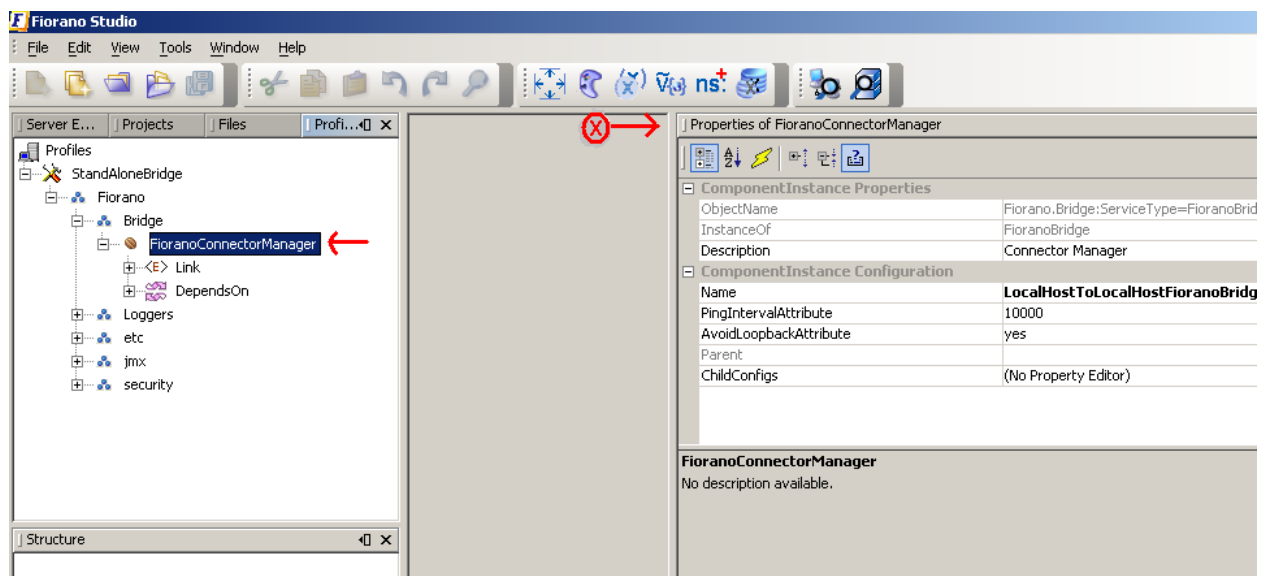 Fiorano Studio
File Edit View Tools Window Help
ns:
Server E... Projects Files Profi...
Profiles
StandAloneBridge
Fiorano
Bridge
FioranoConnectorManager
<E> Link
DependsOn
Loggers
etc
jmx
security
Structure
X
Properties of FioranoConnectorManager
ComponentInstance Properties
ObjectName Fiorano.Bridge:ServiceType=FioranoBrid
InstanceOf FioranoBridge
Description Connector Manager
ComponentInstance Configuration
Name LocalHostToLocalHostFioranoBridg
PingIntervalAttribute 10000
AvoidLoopbackAttribute yes
Parent
ChildConfigs (No Property Editor)
FioranoConnectorManager
No description available.